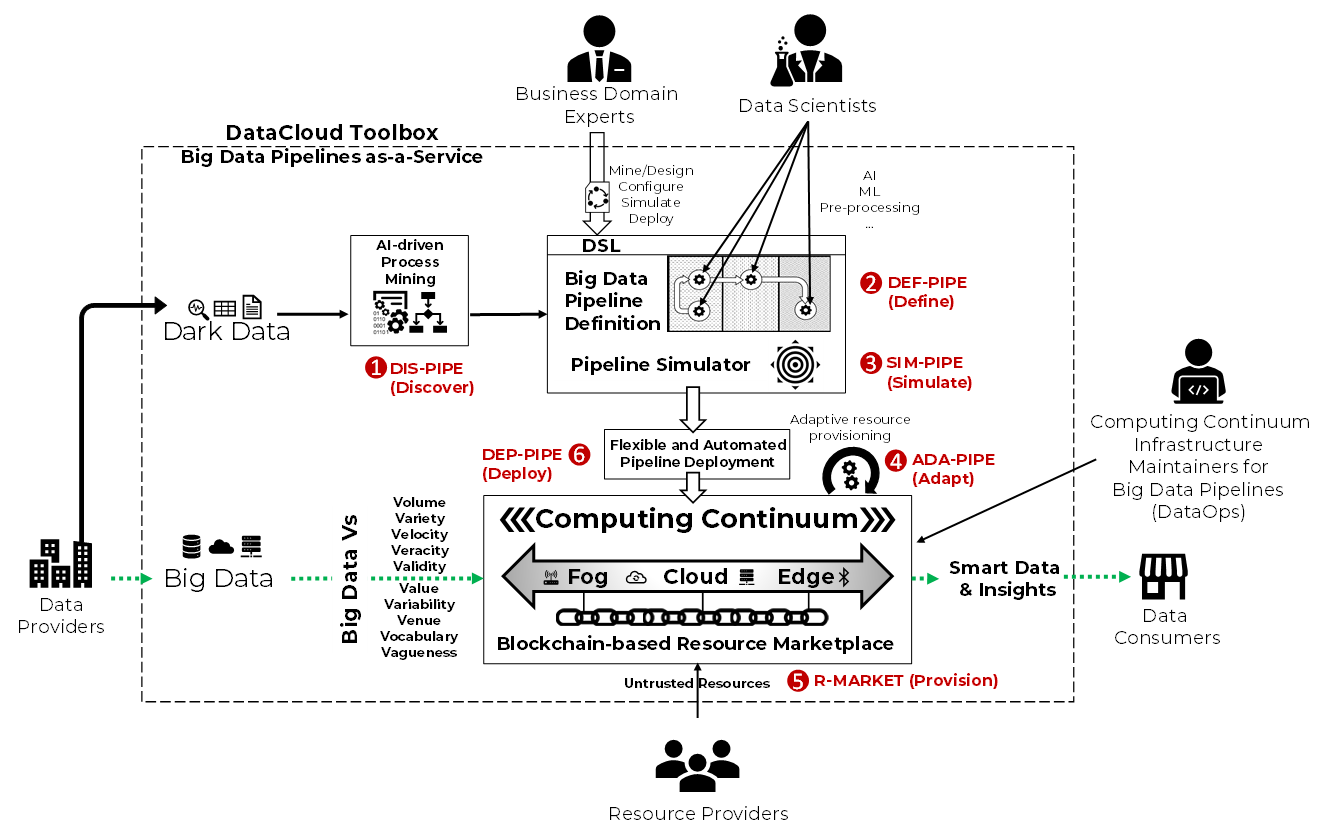 Business Domain
Experts
Data Scientists
DataCloud Toolbox
Big Data Pipelines as-a-Service
Mine/Design
Configure
Simulate
Deploy
AI
ML
Pre-processing
...
AI-driven
Process
Mining
01
0110
0001
01101
DSL
Big Data
Pipeline
Definition
2 DEF-PIPE
(Define)
Dark Data
Pipeline Simulator
3 SIM-PIPE
(Simulate)
1 DIS-PIPE
(Discover)
Computing Continuum
Infrastructure
Maintainers for
Big Data Pipelines
(DataOps)
Adaptive resource
provisioning
DEP-PIPE 6
(Deploy)
Flexible and Automated
Pipeline Deployment
4 ADA-PIPE
(Adapt)
Big Data Vs
Volume
Variety
Velocity
Veracity
Validity
Value
Variability
Venue
Vocabulary
Vagueness
Computing Continuum
Fog Cloud Edge
Blockchain-based Resource Marketplace
Big Data
Data
Providers
Smart Data
& Insights
Data
Consumers
Untrusted Resources
5 R-MARKET (Provision)
Resource Providers